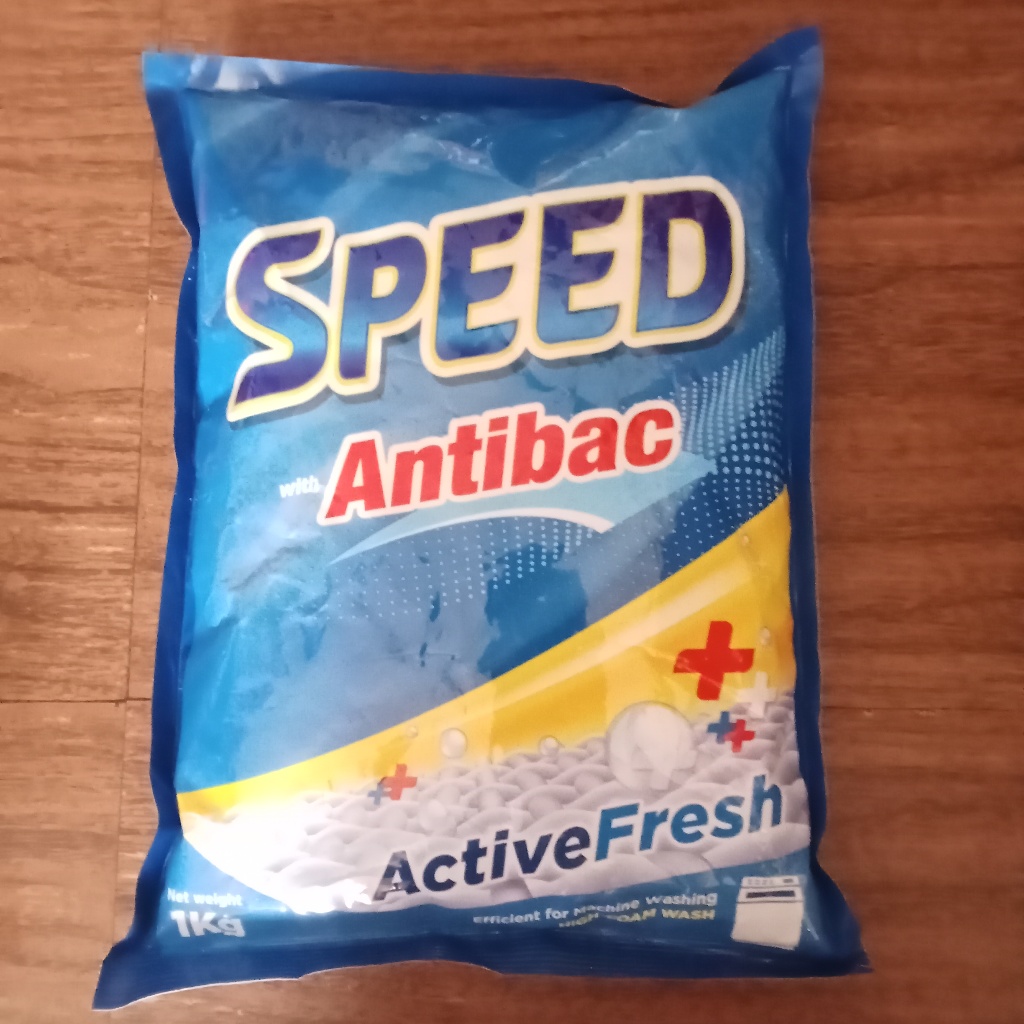 SPEED
with Antibac
ActiveFresh
Net weight
1Kg
Efficient for Machine Washing
HIGH FOAM WASH